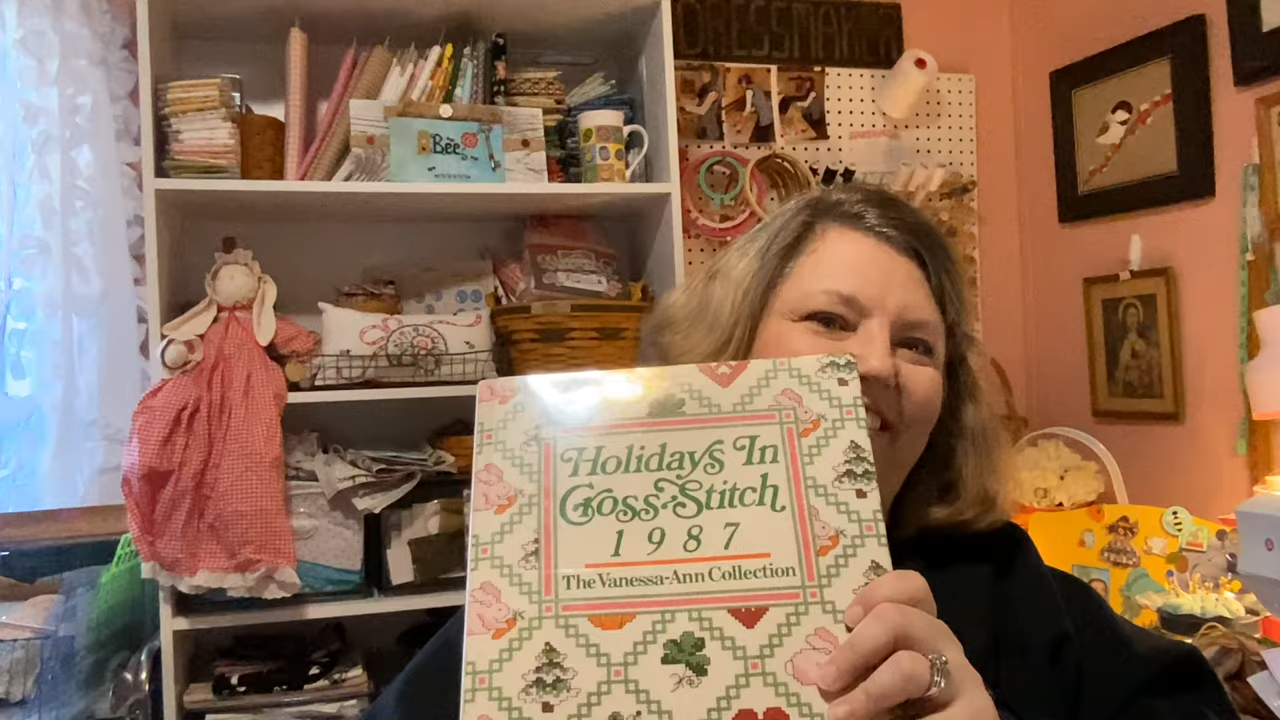 DRESSMAKER
Bee
Holidays In
Cross-Stitch
1987
The Vanessa-Ann Collection